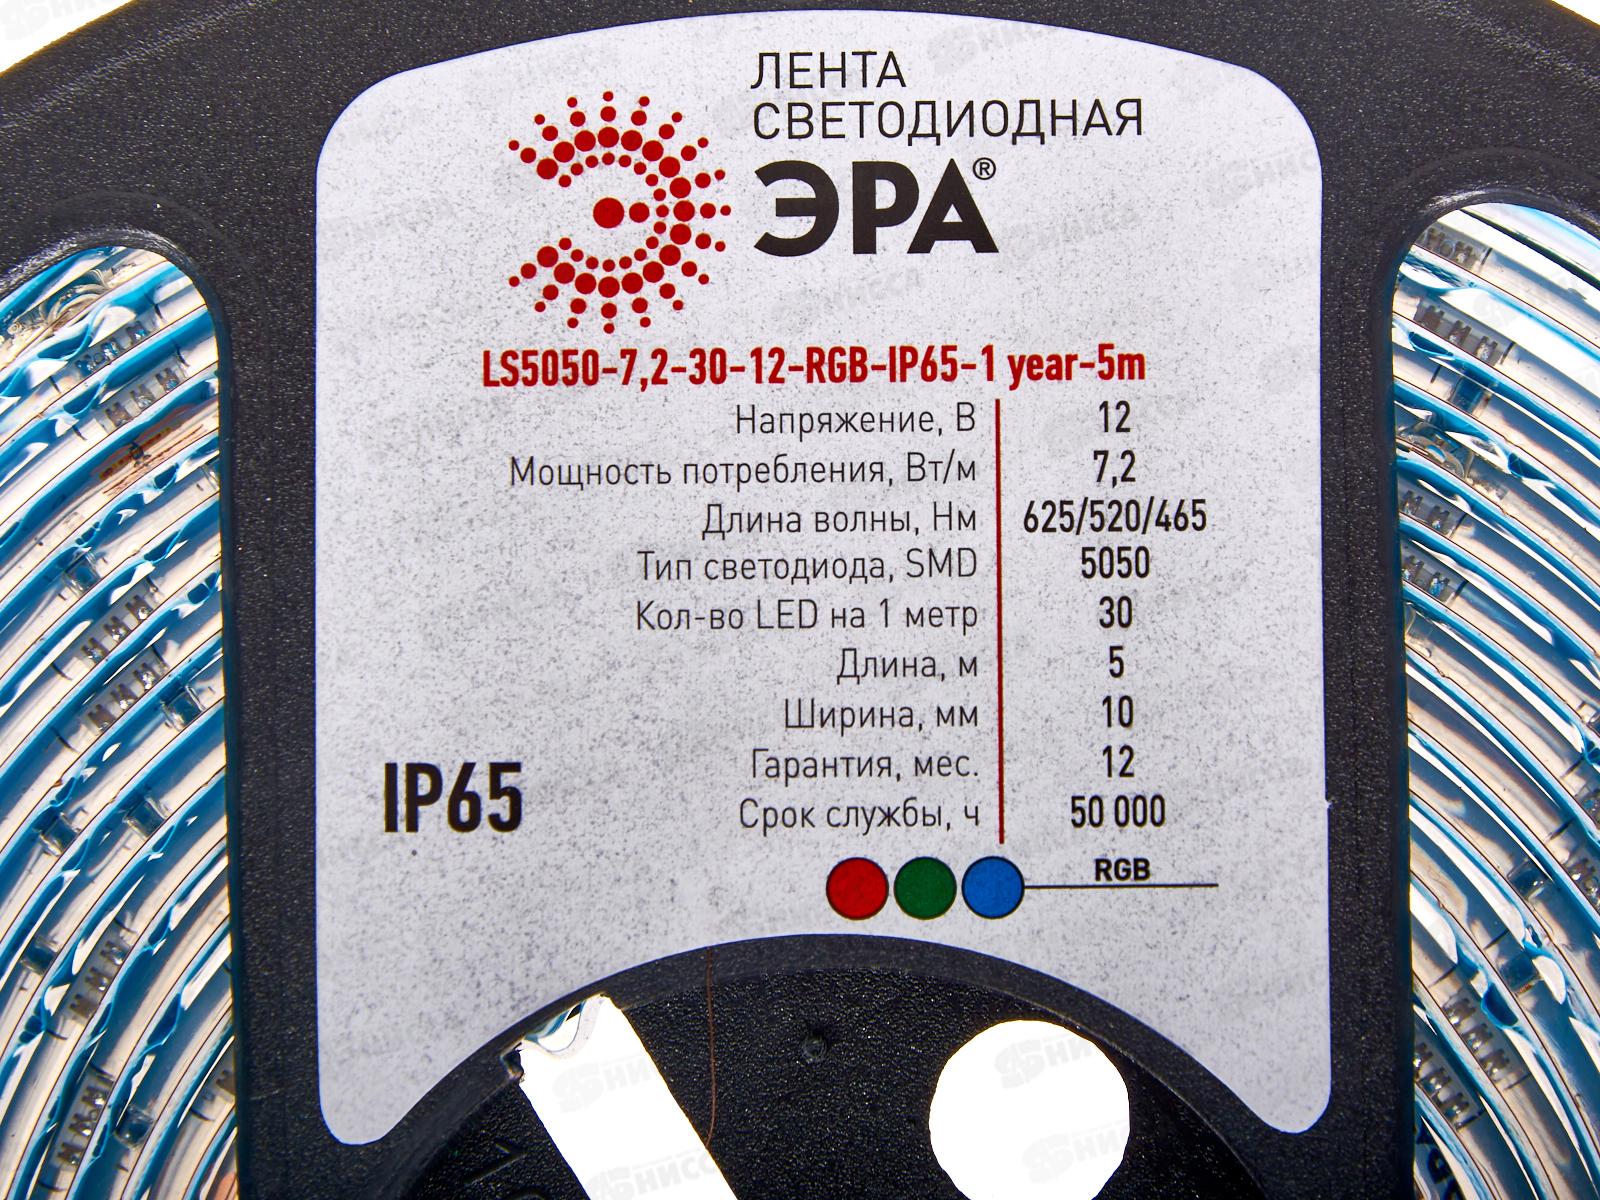 ЛЕНТА
СВЕТОДИОДНАЯ
ЭРА®
LS5050-7,2-30-12-RGB-IP65-1 year-5m
Напряжение, В 12
Мощность потребления, Вт/м 7,2
Длина волны, Нм 625/520/465
Тип светодиода, SMD 5050
Кол-во LED на 1 метр 30
Длина, м 5
Ширина, мм 10
Гарантия, мес. 12
Срок службы, ч 50 000
IP65
RGB
НИССА